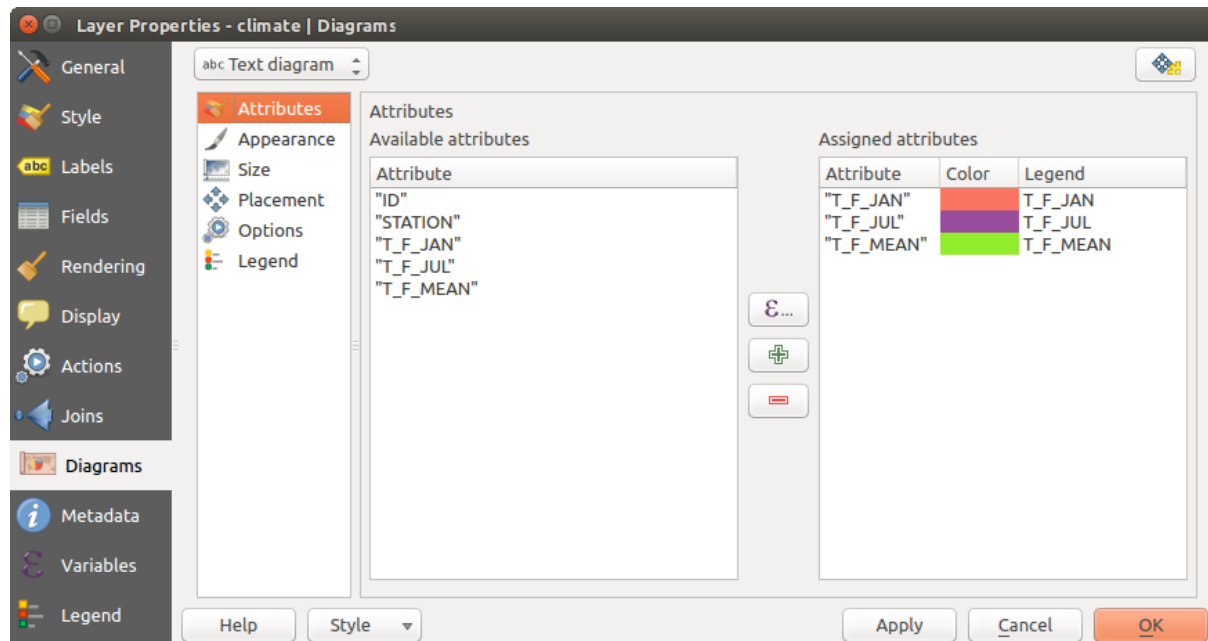 Layer Properties - climate | Diagrams
General
Style
abc Labels
Fields
Rendering
Display
Actions
Joins
Diagrams
Metadata
Variables
Legend
abc Text diagram
Attributes
Appearance
Size
Placement
Options
Legend
Attributes
Available attributes
Attribute
"ID"
"STATION"
"T_F_JAN"
"T_F_JUL"
"T_F_MEAN"
ε...
Assigned attributes
Attribute Color Legend
"T_F_JAN" T_F_JAN
"T_F_JUL" T_F_JUL
"T_F_MEAN" T_F_MEAN
Help Style Apply Cancel OK